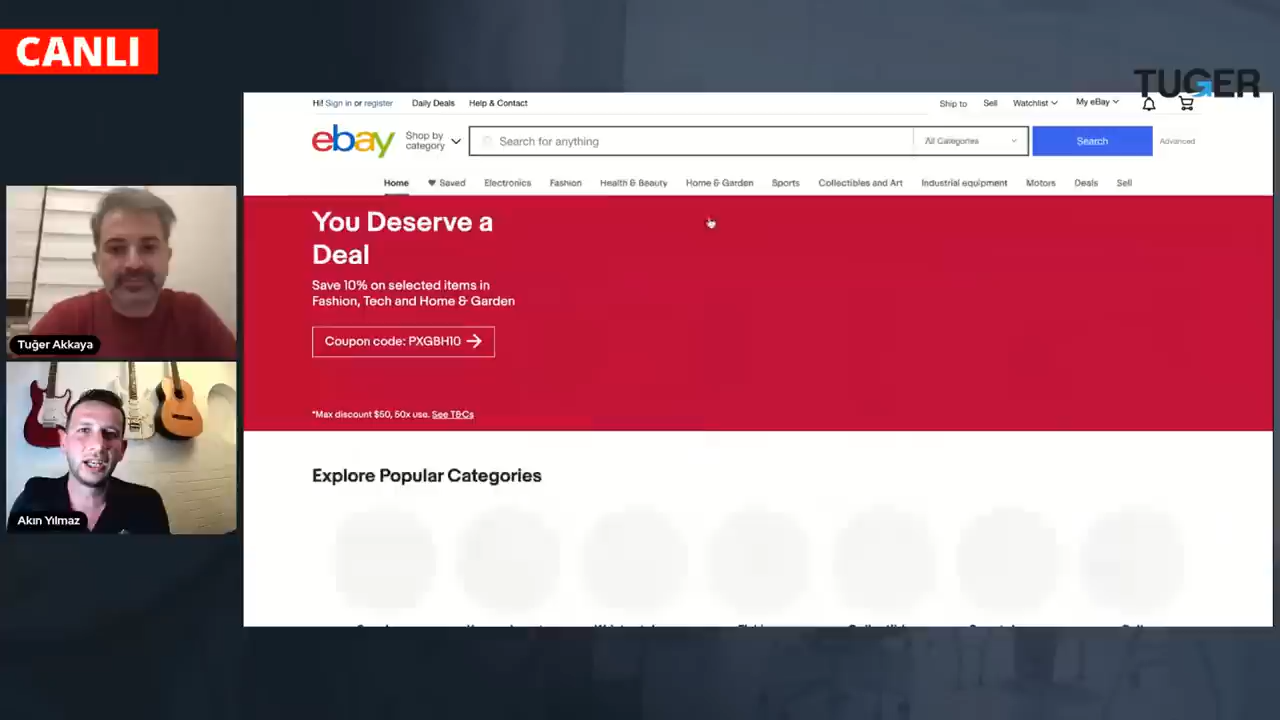 CANLI
TUGER
Hi! Sign in or register
Daily Deals
Help & Contact
Ship to
Sell
Watchlist
My eBay
ebay
Shop by category
Search for anything
All Categories
Search
Advanced
Home
Saved
Electronics
Fashion
Health & Beauty
Home & Garden
Sports
Collectibles and Art
Industrial equipment
Motors
Deals
Sell
You Deserve a
Deal
Save 10% on selected items in
Fashion, Tech and Home & Garden
Coupon code: PXGBH10
*Max discount $50, 50x use. See T&Cs
Explore Popular Categories
Tuğer Akkaya
Akın Yılmaz